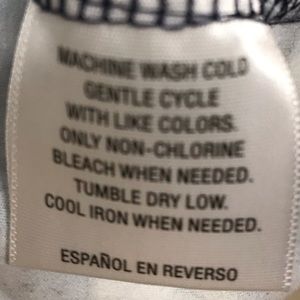 MACHINE WASH COLD
GENTLE CYCLE
WITH LIKE COLORS.
ONLY NON-CHLORINE
BLEACH WHEN NEEDED.
TUMBLE DRY LOW.
COOL IRON WHEN NEEDED.
ESPAÑOL EN REVERSO